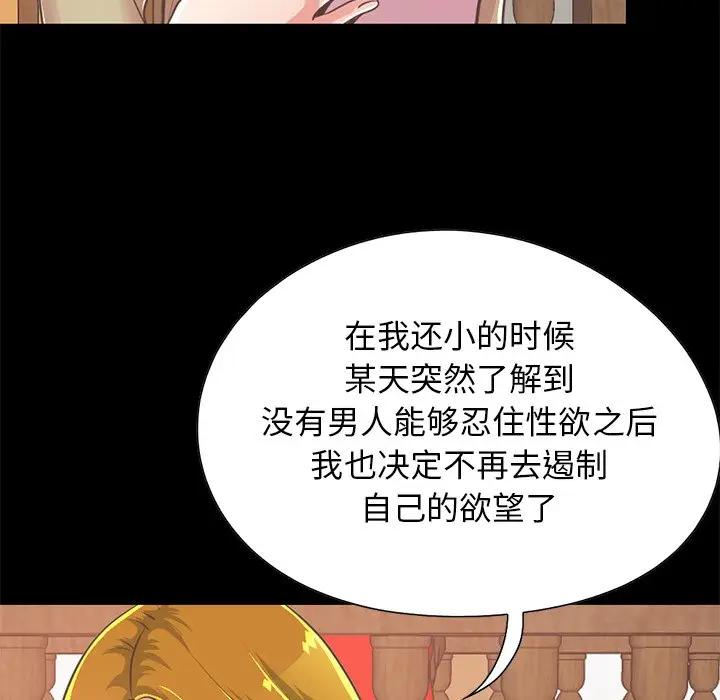 在我还小的时候
某天突然了解到
没有男人能够忍住性欲之后
我也决定不再去遏制
自己的欲望了